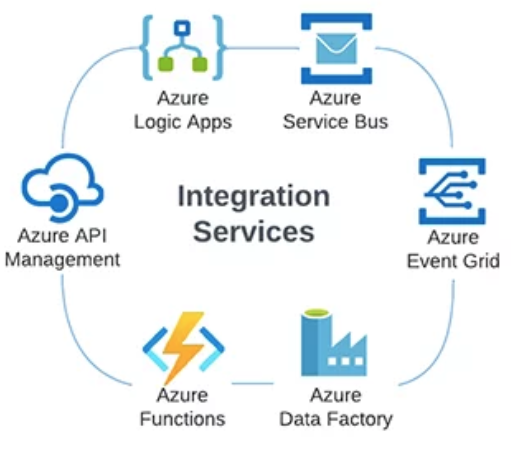 Azure
Logic Apps
Azure
Service Bus
Azure API
Management
Integration
Services
Azure
Event Grid
Azure
Functions
Azure
Data Factory